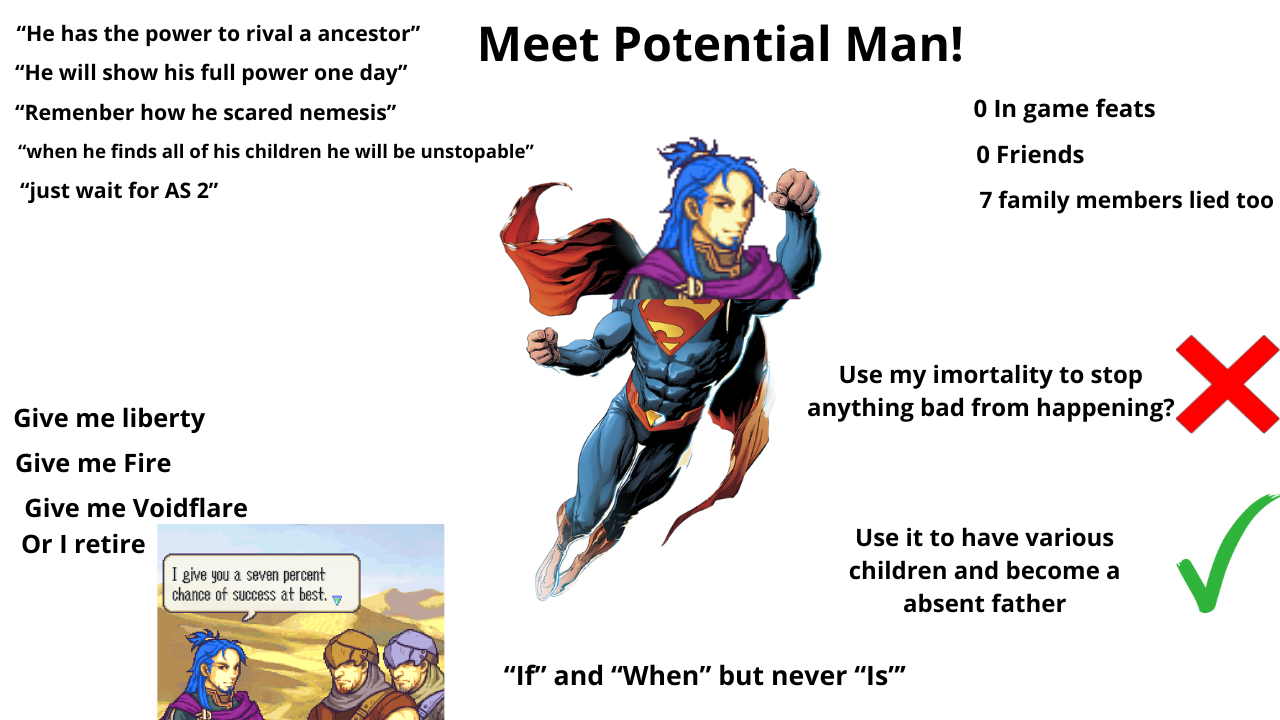 Meet Potential Man!
“He has the power to rival a ancestor”
“He will show his full power one day”
“Remenber how he scared nemesis”
“when he finds all of his children he will be unstopable”
“just wait for AS 2”
0 In game feats
0 Friends
7 family members lied too
S
Use my imortality to stop
anything bad from happening?
Give me liberty
Give me Fire
Give me Voidflare
Or I retire
I give you a seven percent
chance of success at best.
Use it to have various
children and become a
absent father
“If” and “When” but never “Is”’